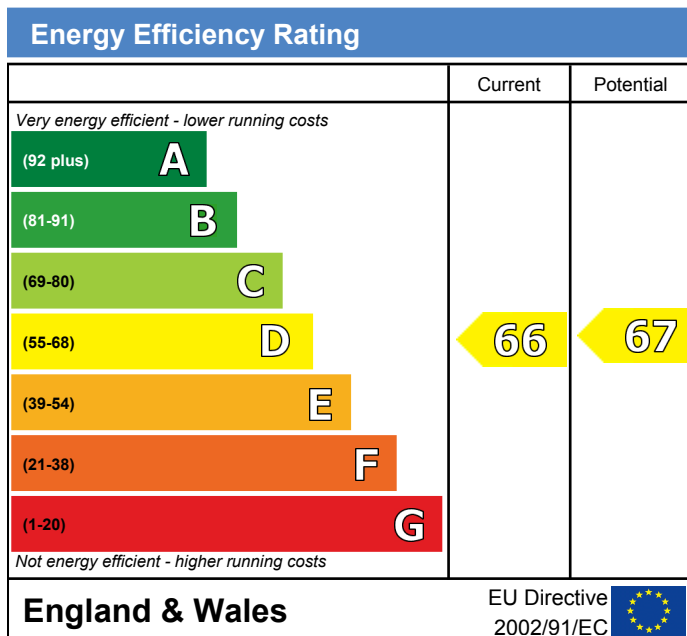 Energy Efficiency Rating
Current Potential
Very energy efficient - lower running costs
(92 plus) A
(81-91) B
(69-80) C
(55-68) D 66 67
(39-54) E
(21-38) F
(1-20) G
Not energy efficient - higher running costs
England & Wales EU Directive
2002/91/EC